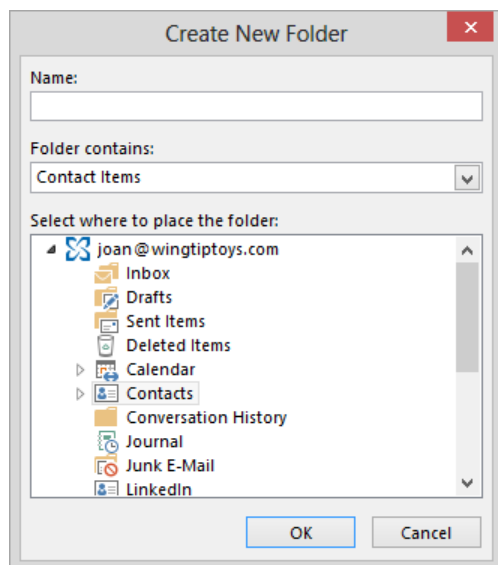 Create New Folder
Name:
Folder contains:
Contact Items
Select where to place the folder:
joan@wingtiptoys.com
Inbox
Drafts
Sent Items
Deleted Items
Calendar
Contacts
Conversation History
Journal
Junk E-Mail
LinkedIn
OK Cancel